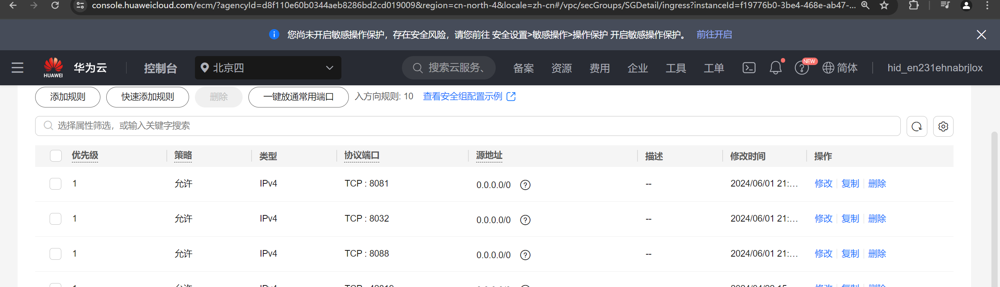 console.huaweicloud.com/ecm/?agencyId=d8f110e60b0344aeb8286bd2cd019009&region=cn-north-4&locale=zh-cn#/vpc/secGroups/SGDetail/ingress?instanceId=f19776b0-3be4-468e-ab47-...
您尚未开启敏感操作保护，存在安全风险，请您前往 安全设置>敏感操作>操作保护 开启敏感操作保护。 前往开启
HUAWEI 华为云 控制台 北京四 搜索云服务、 备案 资源 费用 企业 工具 工单 NEW 简体 hid_en231ehnabrjlox
添加规则 快速添加规则 删除 一键放通常用端口 入方向规则: 10 查看安全组配置示例
选择属性筛选，或输入关键字搜索
优先级 策略 类型 协议端口 源地址 描述 修改时间 操作
1 允许 IPv4 TCP : 8081 0.0.0.0/0 -- 2024/06/01 21:... 修改 复制 删除
1 允许 IPv4 TCP : 8032 0.0.0.0/0 -- 2024/06/01 21:... 修改 复制 删除
1 允许 IPv4 TCP : 8088 0.0.0.0/0 -- 2024/06/01 21:... 修改 复制 删除